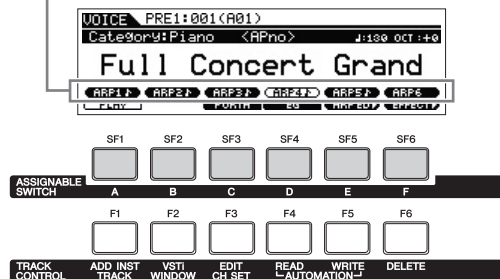 VOICE PRE1:001(A01)
Category:Piano <APno> ♩:130 OCT:+0
Full Concert Grand
ARP1♪ ARP2♪ ARP3♪ ARP4♪ ARP5♪ ARP6
PLAY PORTA EG ARP ED♪ EFFECT♪
SF1 SF2 SF3 SF4 SF5 SF6
ASSIGNABLE
SWITCH A B C D E F
F1 F2 F3 F4 F5 F6
TRACK ADD INST VSTi EDIT READ WRITE DELETE
CONTROL TRACK WINDOW CH SET AUTOMATION